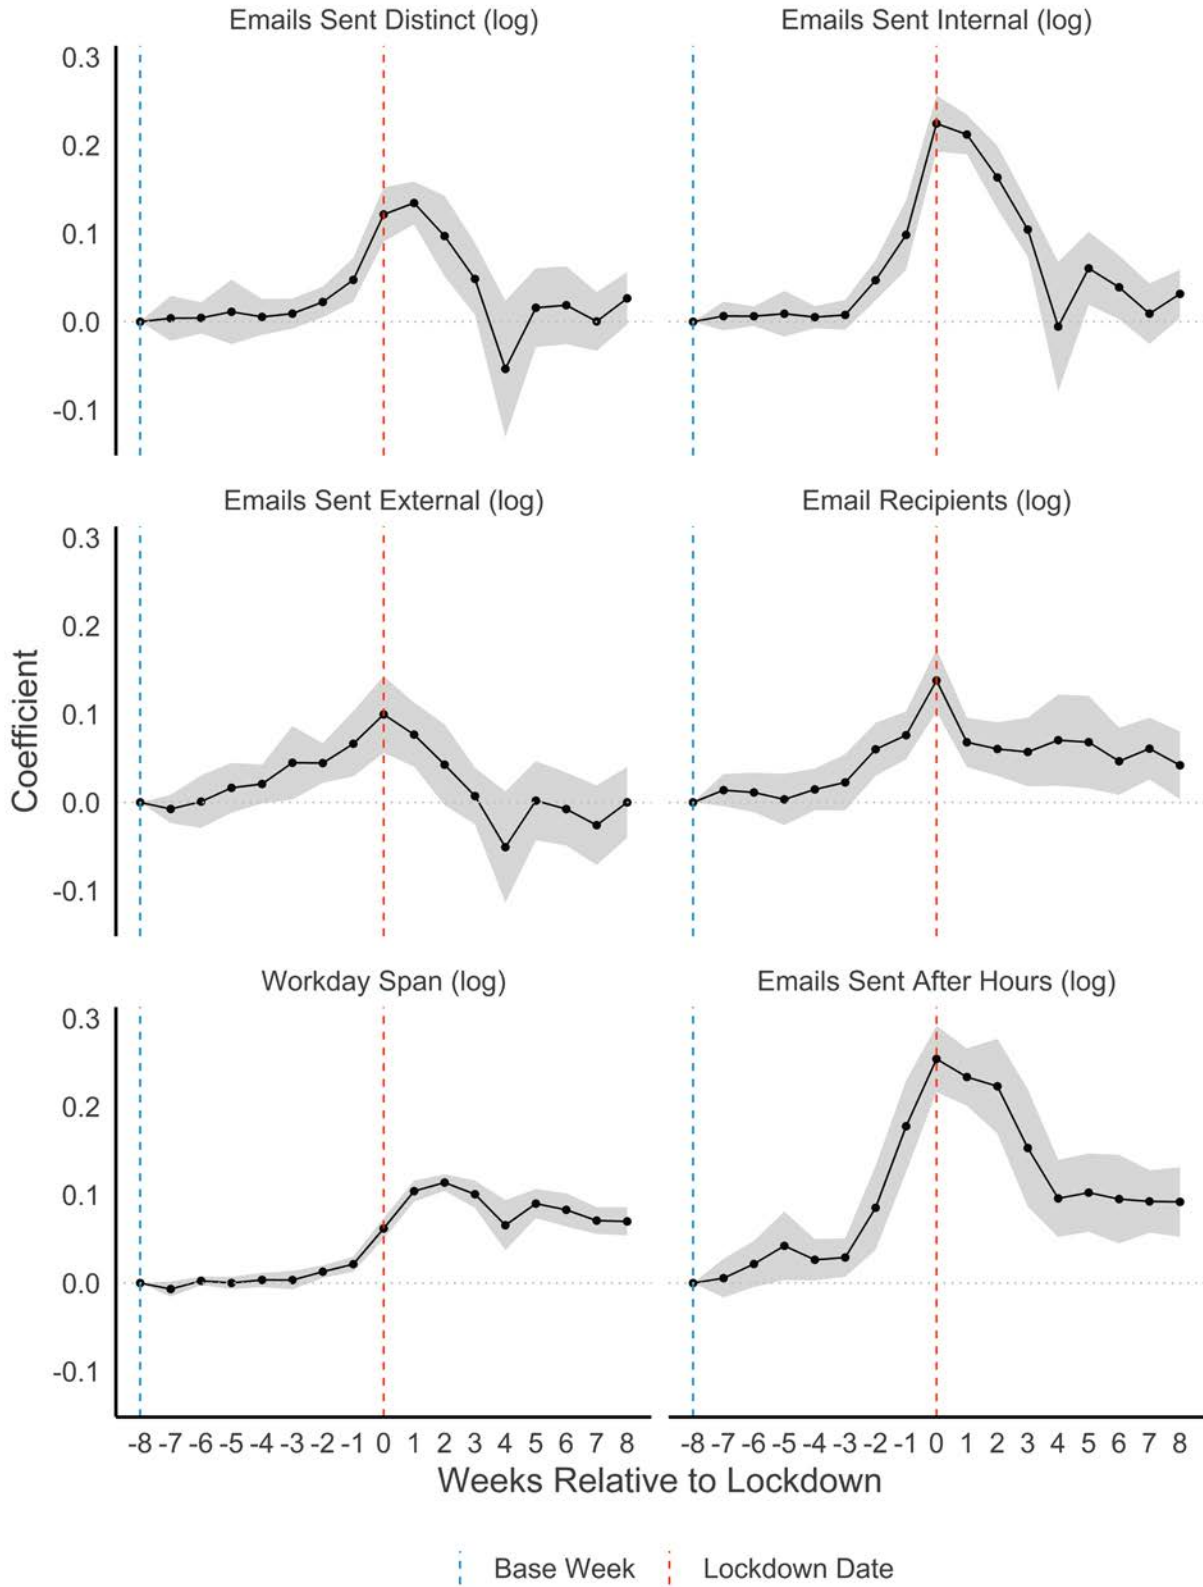 Emails Sent Distinct (log)
Emails Sent Internal (log)
0.3
0.2
0.1
0.0
-0.1
Emails Sent External (log)
Email Recipients (log)
0.3
0.2
0.1
0.0
-0.1
Coefficient
Workday Span (log)
Emails Sent After Hours (log)
0.3
0.2
0.1
0.0
-0.1
-8 -7 -6 -5 -4 -3 -2 -1 0 1 2 3 4 5 6 7 8
-8 -7 -6 -5 -4 -3 -2 -1 0 1 2 3 4 5 6 7 8
Weeks Relative to Lockdown
Base Week
Lockdown Date